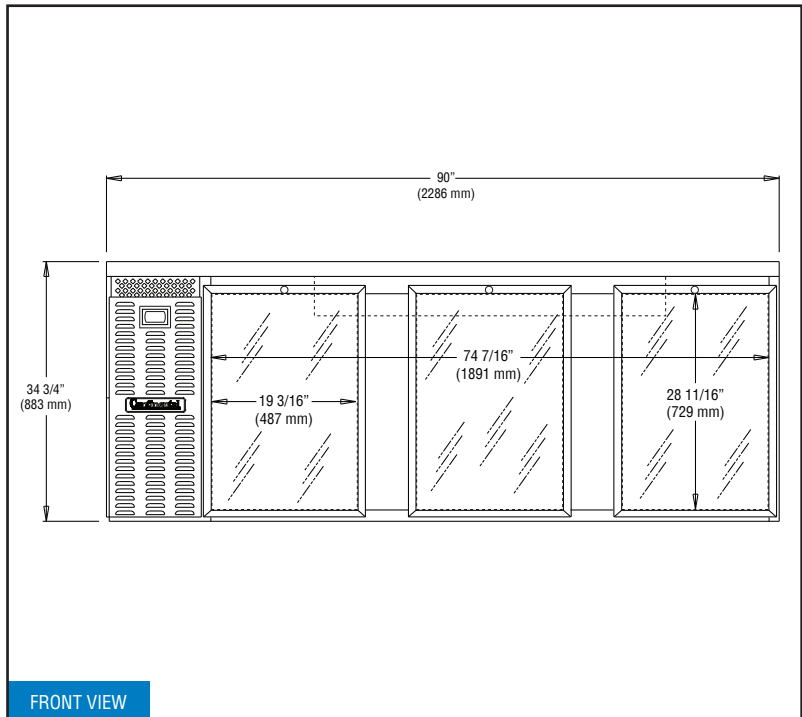 90”
(2286 mm)
34 3/4”
(883 mm)
Continental
74 7/16”
(1891 mm)
19 3/16”
(487 mm)
28 11/16”
(729 mm)
FRONT VIEW